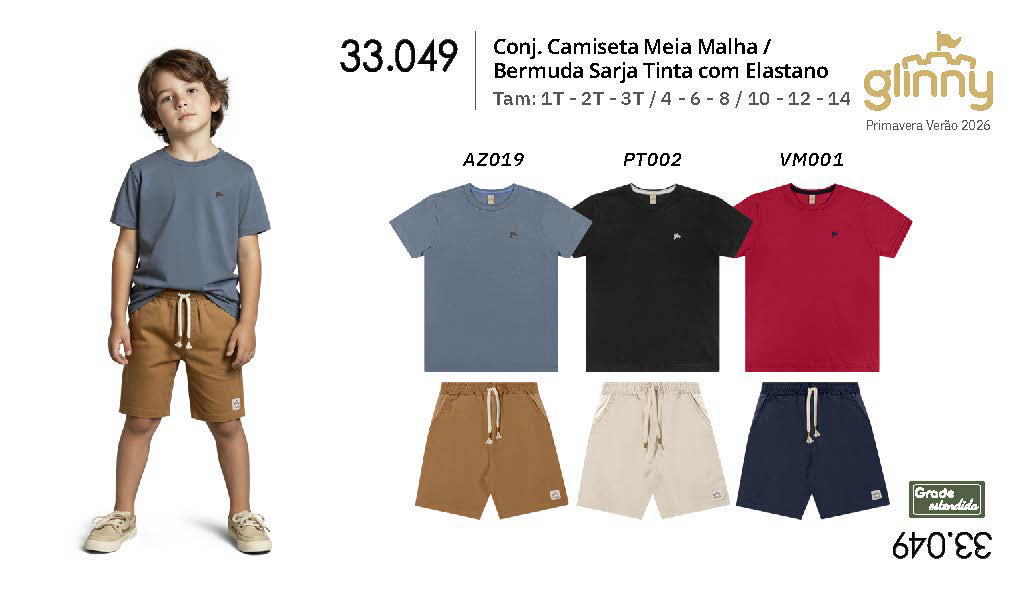 33.049
Conj. Camiseta Meia Malha /
Bermuda Sarja Tinta com Elastano
Tam: 1T - 2T - 3T / 4 - 6 - 8 / 10 - 12 - 14
glinny
Primavera Verão 2026
AZ019
PT002
VM001
Grade
estendida
33.049